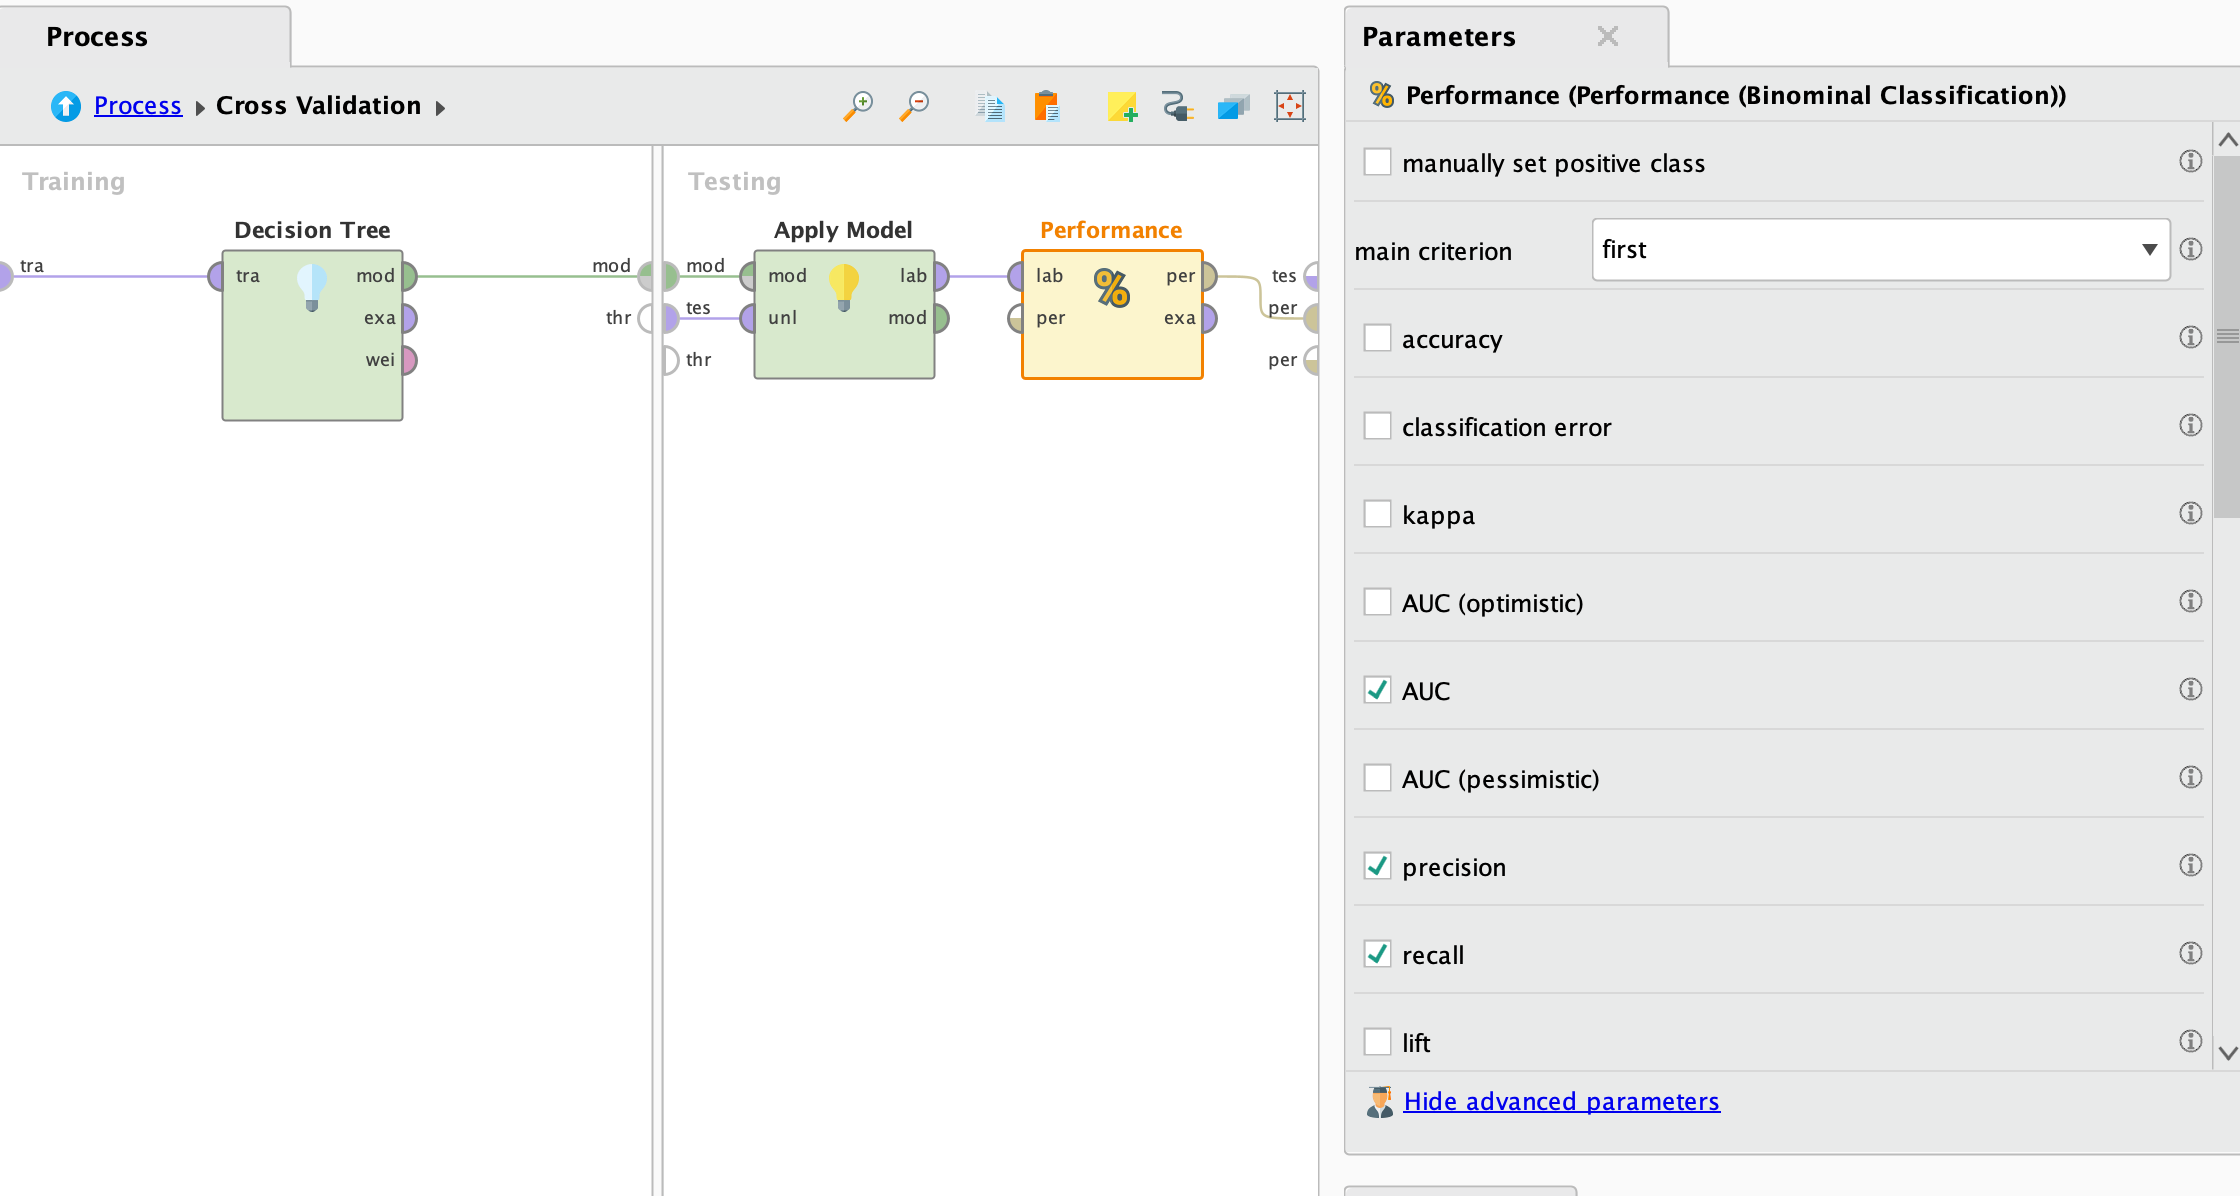 Process
Process Cross Validation
Training
Testing
Decision Tree
Apply Model
Performance
tra
tra
mod
exa
wei
mod
thr
mod
tes
thr
mod
unl
lab
mod
lab
per
per
exa
tes
per
per
Parameters
Performance (Performance (Binominal Classification))
manually set positive class
main criterion first
accuracy
classification error
kappa
AUC (optimistic)
AUC
AUC (pessimistic)
precision
recall
lift
Hide advanced parameters